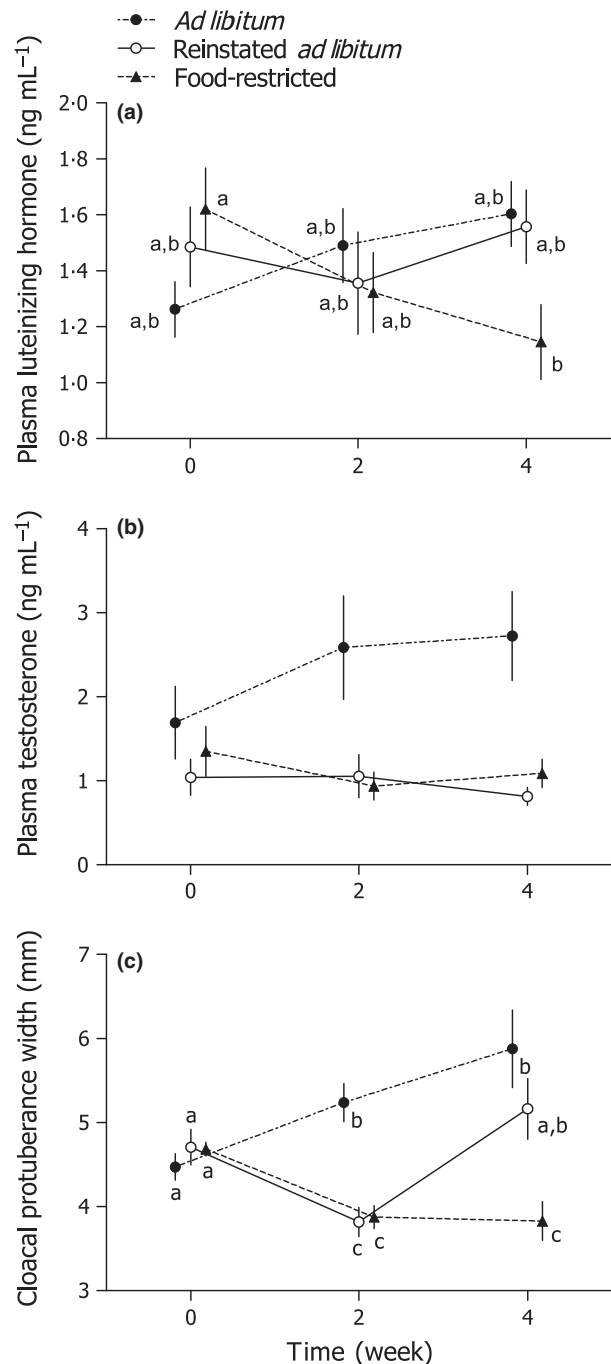 Ad libitum
Reinstated ad libitum
Food-restricted
Plasma luteinizing hormone (ng mL⁻¹)
(a)
2·0
1·8
1·6
1·4
1·2
1·0
0·8
a
a,b
a,b
a,b
a,b
a,b
a,b
a,b
b
0
2
4
Plasma testosterone (ng mL⁻¹)
(b)
4
3
2
1
0
0
2
4
Cloacal protuberance width (mm)
(c)
7
6
5
4
3
a
a
a
b
c
c
b
a,b
c
0
2
4
Time (week)